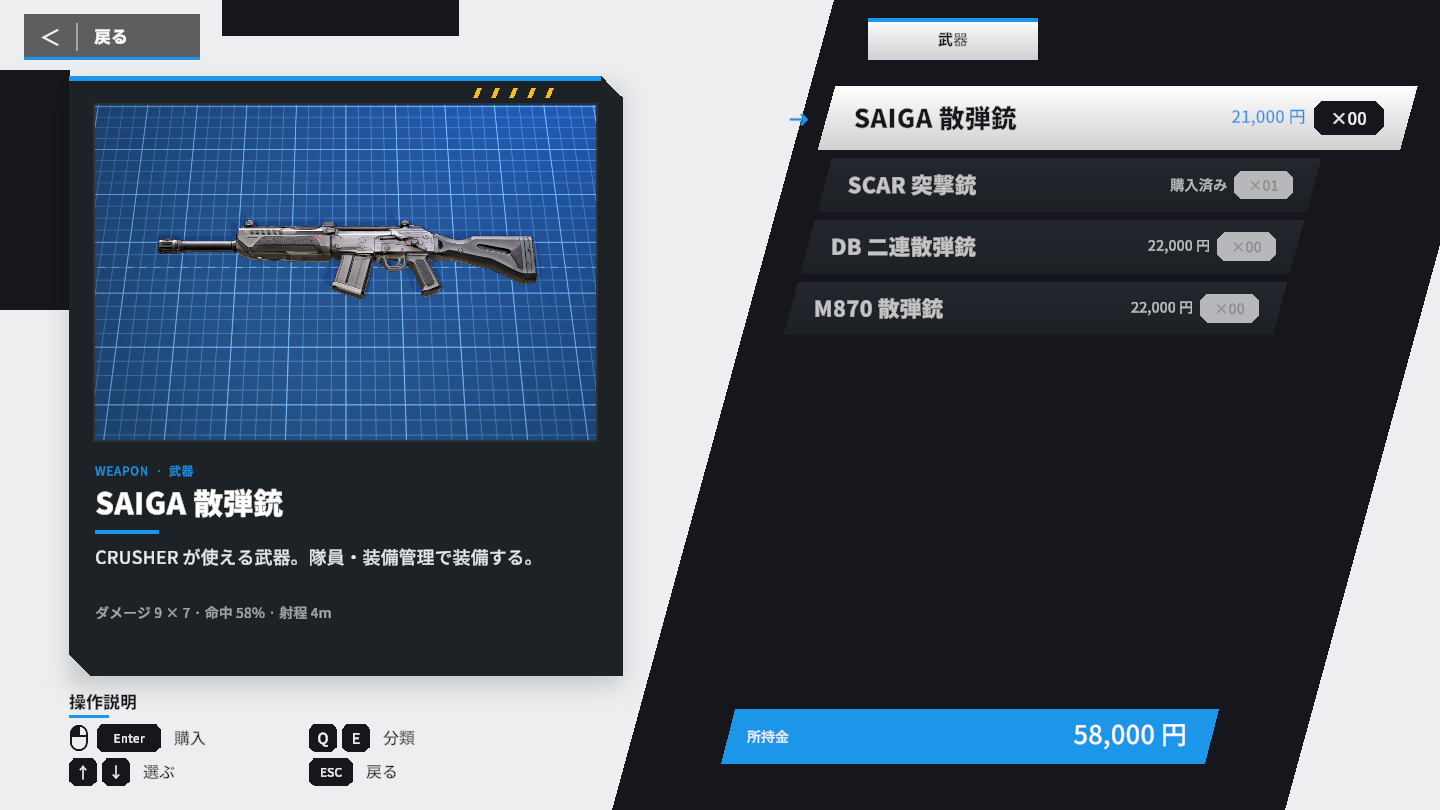 < 戻る
武器
SAIGA 散弾銃 21,000 円 ×00
SCAR 突撃銃 購入済み ×01
DB 二連散弾銃 22,000 円 ×00
M870 散弾銃 22,000 円 ×00
WEAPON · 武器
SAIGA 散弾銃
CRUSHER が使える武器。隊員・装備管理で装備する。
ダメージ 9 × 7 · 命中 58% · 射程 4m
所持金 58,000 円
操作説明
Enter 購入 Q E 分類
↑ ↓ 選ぶ ESC 戻る